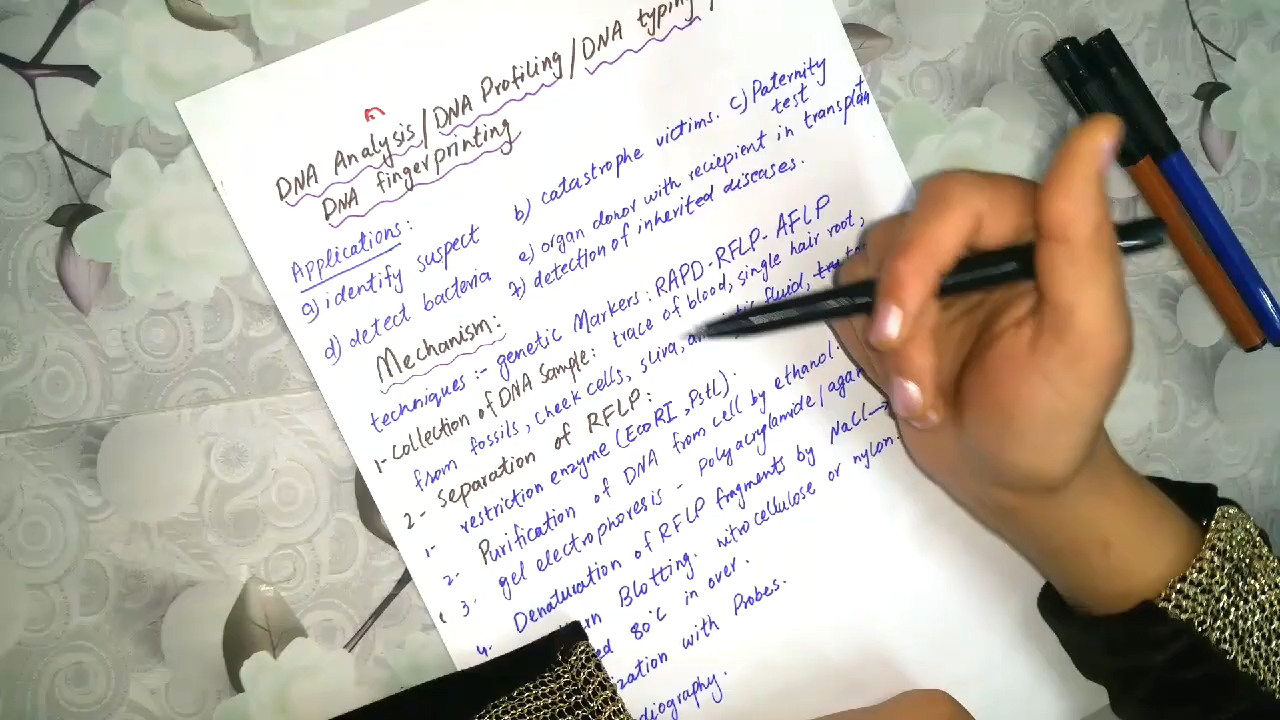 DNA Analysis/DNA Profiling/DNA typing/
DNA fingerprinting
Applications:
a) identify suspect b) catastrophe victims. c) Paternity test
d) detect bacteria e) organ donor with reciepient in transplan
7) detection of inherited diseases.
Mechanism:
techniques :- genetic Markers: RAPD-RFLP-AFLP
1- collection of DNA Sample: trace of blood, single hair root,
from fossils, cheek cells, sliva, fluid,
2- Separation of RFLP:
1- restriction enzyme (EcoRI, PstI).
2- Purification of DNA from cell by ethanol.
3- gel electrophoresis - Polyacrylamide/agar
4- Denaturation of RFLP fragments by NaCl→
Blotting. nitrocellulose or nylon.
80°C in over.
with Probes.